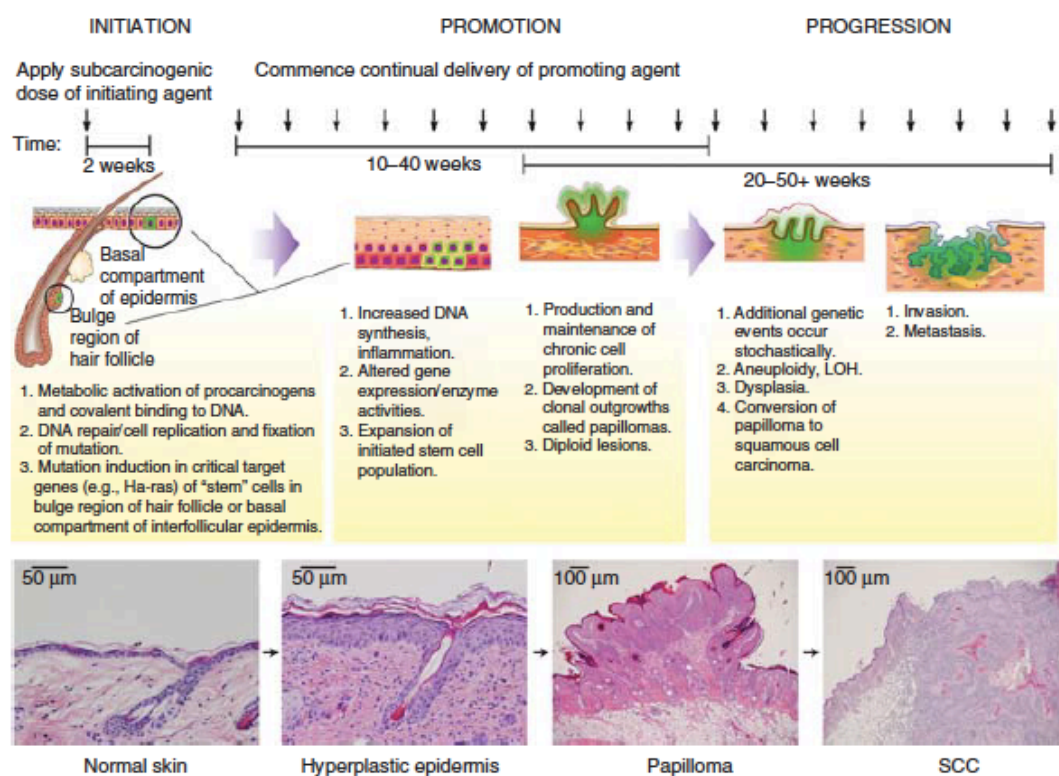 INITIATION
PROMOTION
PROGRESSION
Apply subcarcinogenic
dose of initiating agent
Commence continual delivery of promoting agent
Time:
2 weeks
10–40 weeks
20–50+ weeks
Basal
compartment
of epidermis
Bulge
region of
hair follicle
1. Metabolic activation of procarcinogens
and covalent binding to DNA.
2. DNA repair/cell replication and fixation
of mutation.
3. Mutation induction in critical target
genes (e.g., Ha-ras) of “stem” cells in
bulge region of hair follicle or basal
compartment of interfollicular epidermis.
1. Increased DNA
synthesis,
inflammation.
2. Altered gene
expression/enzyme
activities.
3. Expansion of
initiated stem cell
population.
1. Production and
maintenance of
chronic cell
proliferation.
2. Development of
clonal outgrowths
called papillomas.
3. Diploid lesions.
1. Additional genetic
events occur
stochastically.
2. Aneuploidy, LOH.
3. Dysplasia.
4. Conversion of
papilloma to
squamous cell
carcinoma.
1. Invasion.
2. Metastasis.
50 µm
50 µm
100 µm
100 µm
Normal skin
Hyperplastic epidermis
Papilloma
SCC